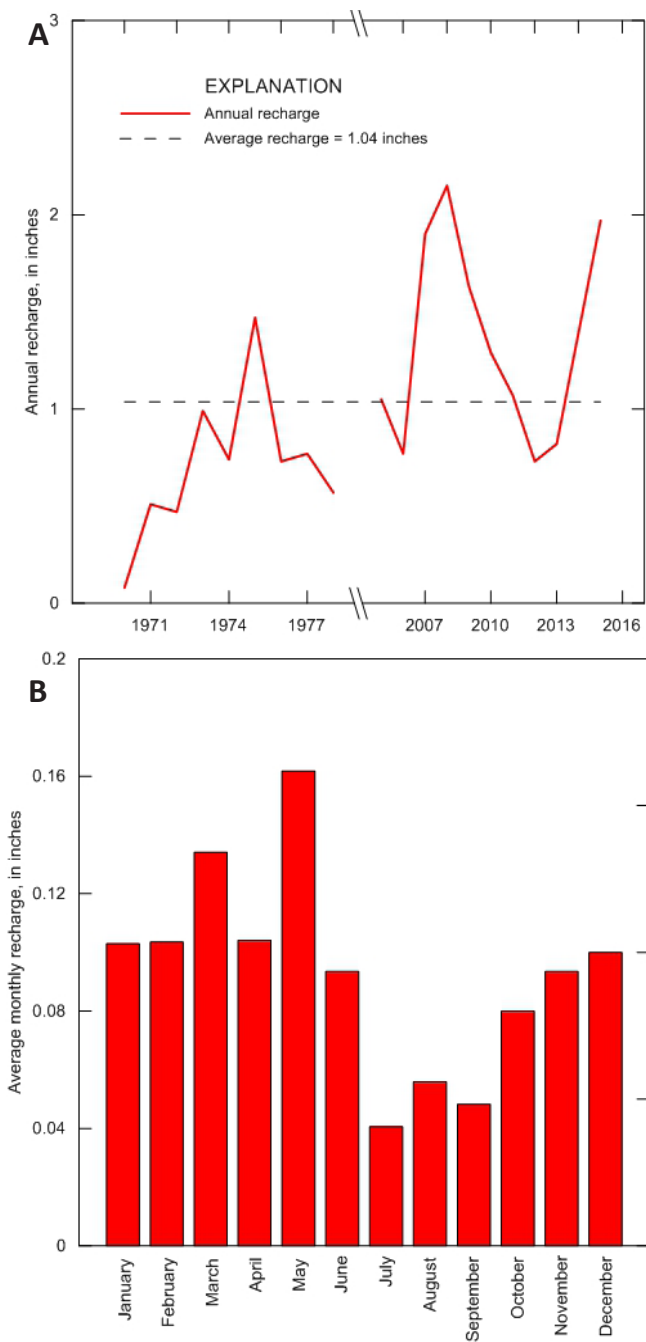 A
3
EXPLANATION
Annual recharge
Average recharge = 1.04 inches
2
Annual recharge, in inches
1
0
1971 1974 1977 2007 2010 2013 2016
B
0.2
0.16
0.12
Average monthly recharge, in inches
0.08
0.04
0
January February March April May June July August September October November December